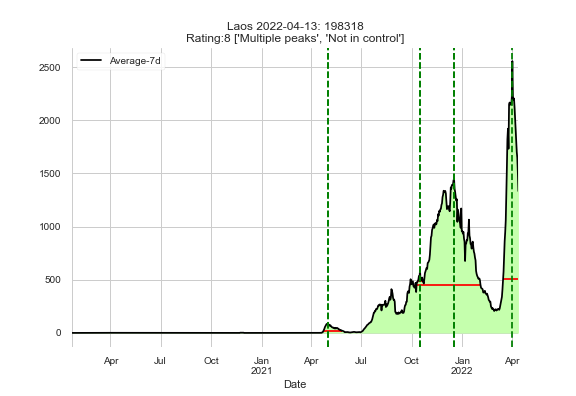 Laos 2022-04-13: 198318
Rating:8 ['Multiple peaks', 'Not in control']
Average-7d
2500
2000
1500
1000
500
0
Apr Jul Oct Jan Apr Jul Oct Jan Apr
2021 2022
Date